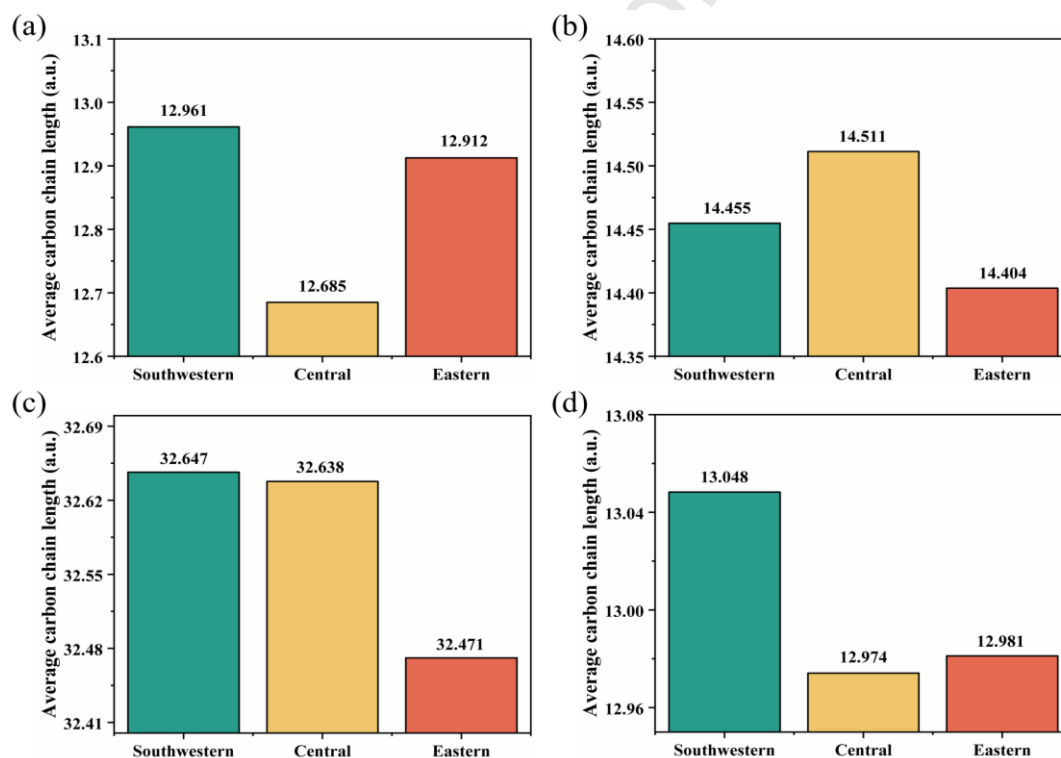 (a)
Average carbon chain length (a.u.)
13.1
13.0
12.9
12.8
12.7
12.6
12.961
12.685
12.912
Southwestern Central Eastern
(b)
Average carbon chain length (a.u.)
14.60
14.55
14.50
14.45
14.40
14.35
14.455
14.511
14.404
Southwestern Central Eastern
(c)
Average carbon chain length (a.u.)
32.69
32.62
32.55
32.48
32.41
32.647
32.638
32.471
Southwestern Central Eastern
(d)
Average carbon chain length (a.u.)
13.08
13.04
13.00
12.96
13.048
12.974
12.981
Southwestern Central Eastern